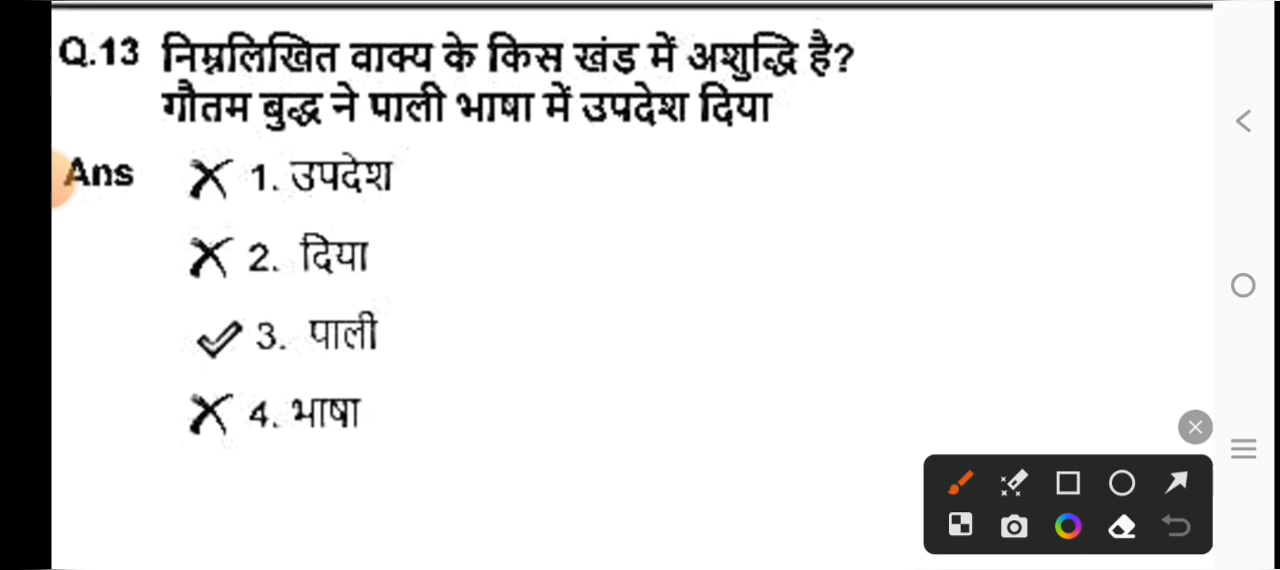 Q.13 निम्नलिखित वाक्य के किस खंड में अशुद्धि है?
गौतम बुद्ध ने पाली भाषा में उपदेश दिया
Ans 1. उपदेश
2. दिया
3. पाली
4. भाषा